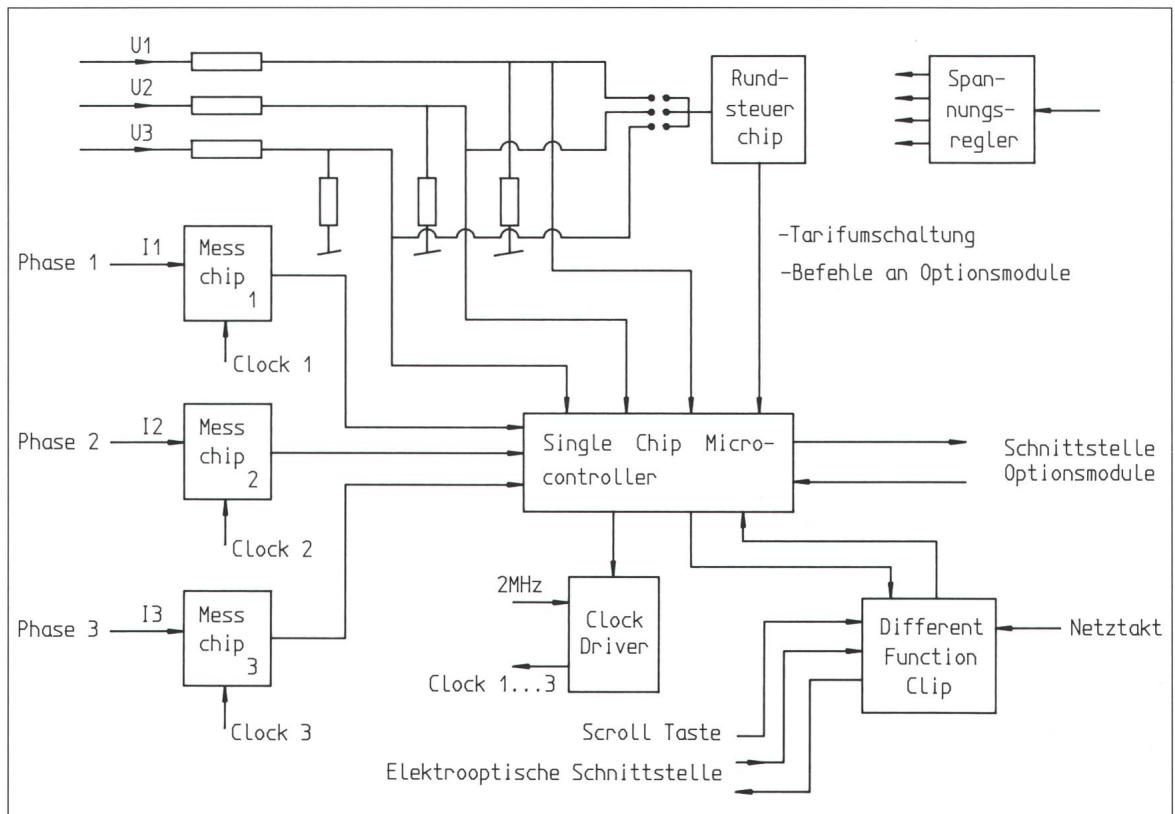 U1
U2
U3
Rund-
steuer
chip
Span-
nungs-
regler
-Tarifumschaltung
-Befehle an Optionsmodule
Phase 1
I1
Mess
chip
1
Clock 1
Phase 2
I2
Mess
chip
2
Clock 2
Phase 3
I3
Mess
chip
3
Clock 3
Single Chip Micro-
controller
Schnittstelle
Optionsmodule
2MHz
Clock
Driver
Clock 1...3
Different
Function
Clip
Netztakt
Scroll Taste
Elektrooptische Schnittstelle